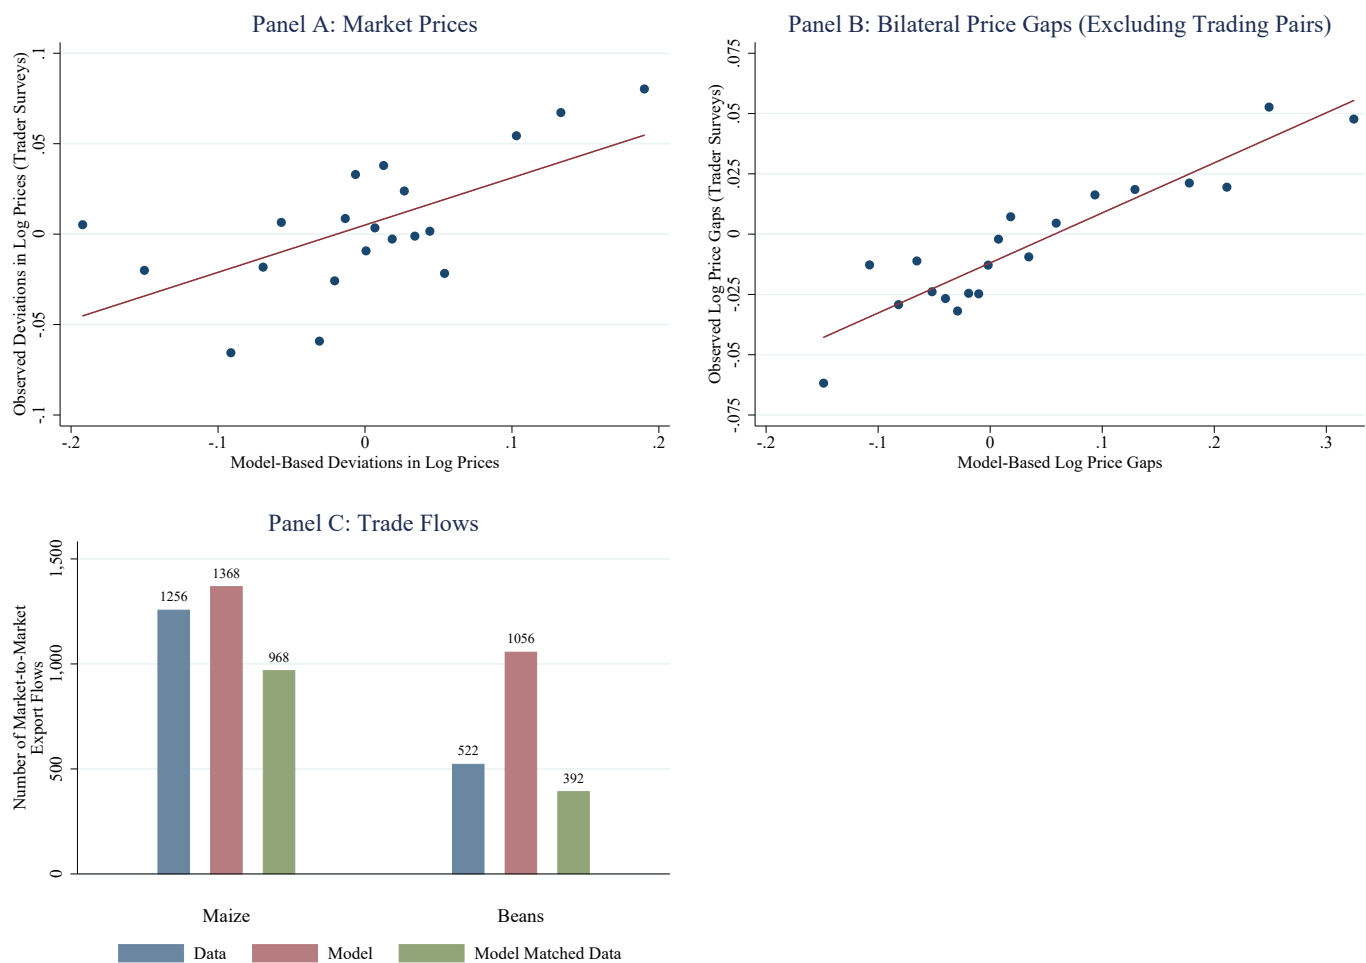 Panel A: Market Prices
Observed Deviations in Log Prices (Trader Surveys)
.1
.05
0
-.05
-.1
-.2
-.1
0
.1
.2
Model-Based Deviations in Log Prices
Panel B: Bilateral Price Gaps (Excluding Trading Pairs)
Observed Log Price Gaps (Trader Surveys)
.075
.05
.025
0
-.025
-.05
-.075
-.2
-.1
0
.1
.2
.3
Model-Based Log Price Gaps
Panel C: Trade Flows
Number of Market-to-Market
Export Flows
1,500
1,000
500
0
1256
1368
968
522
1056
392
Maize
Beans
Data
Model
Model Matched Data